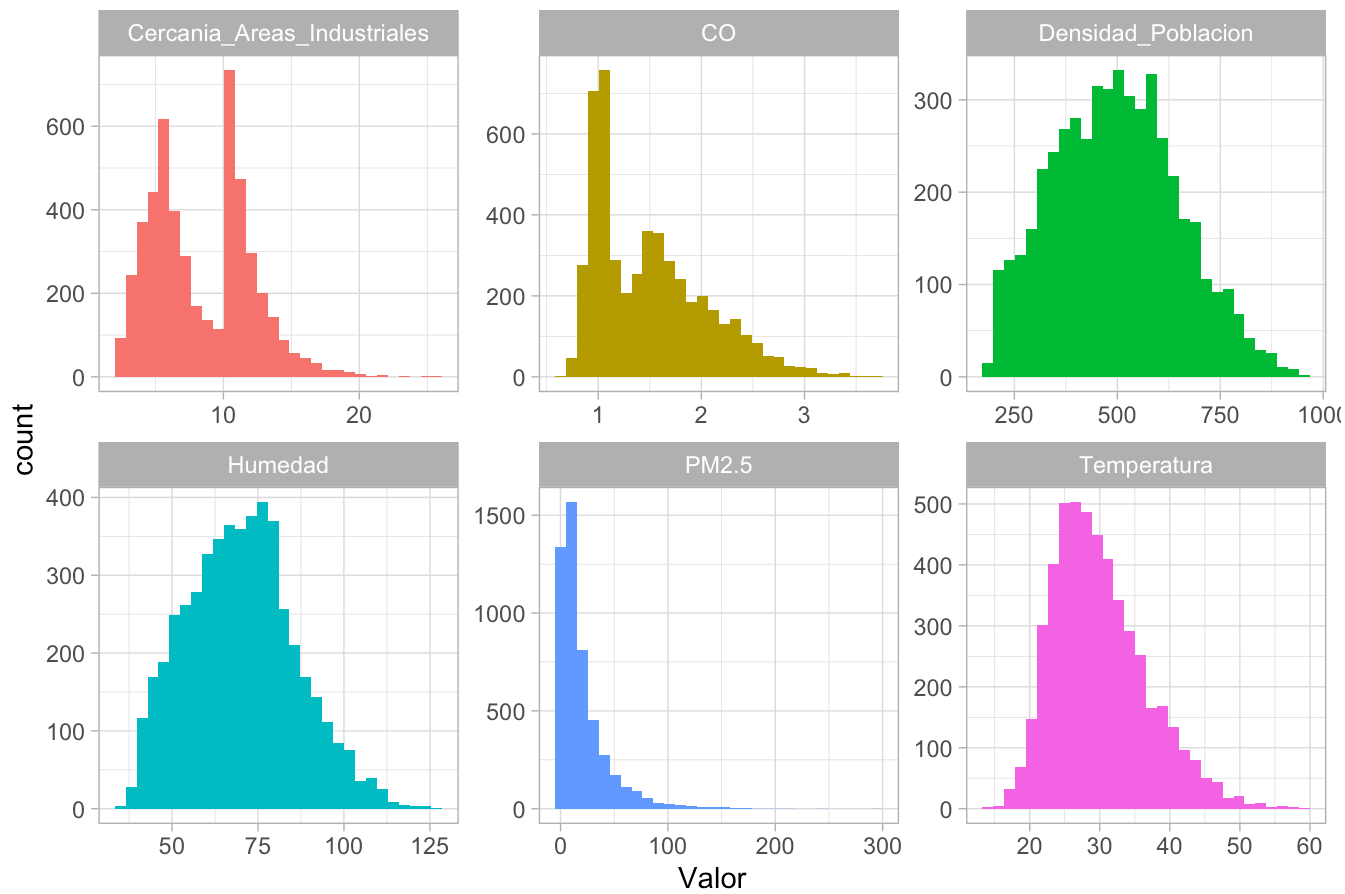 Cercania_Areas_Industriales
CO
Densidad_Poblacion
600
400
200
0
10 20
600
400
200
0
1 2 3
300
200
100
0
250 500 750 1000
count
Humedad
PM2.5
Temperatura
400
300
200
100
0
50 75 100 125
1500
1000
500
0
0 100 200 300
500
400
300
200
100
0
20 30 40 50 60
Valor